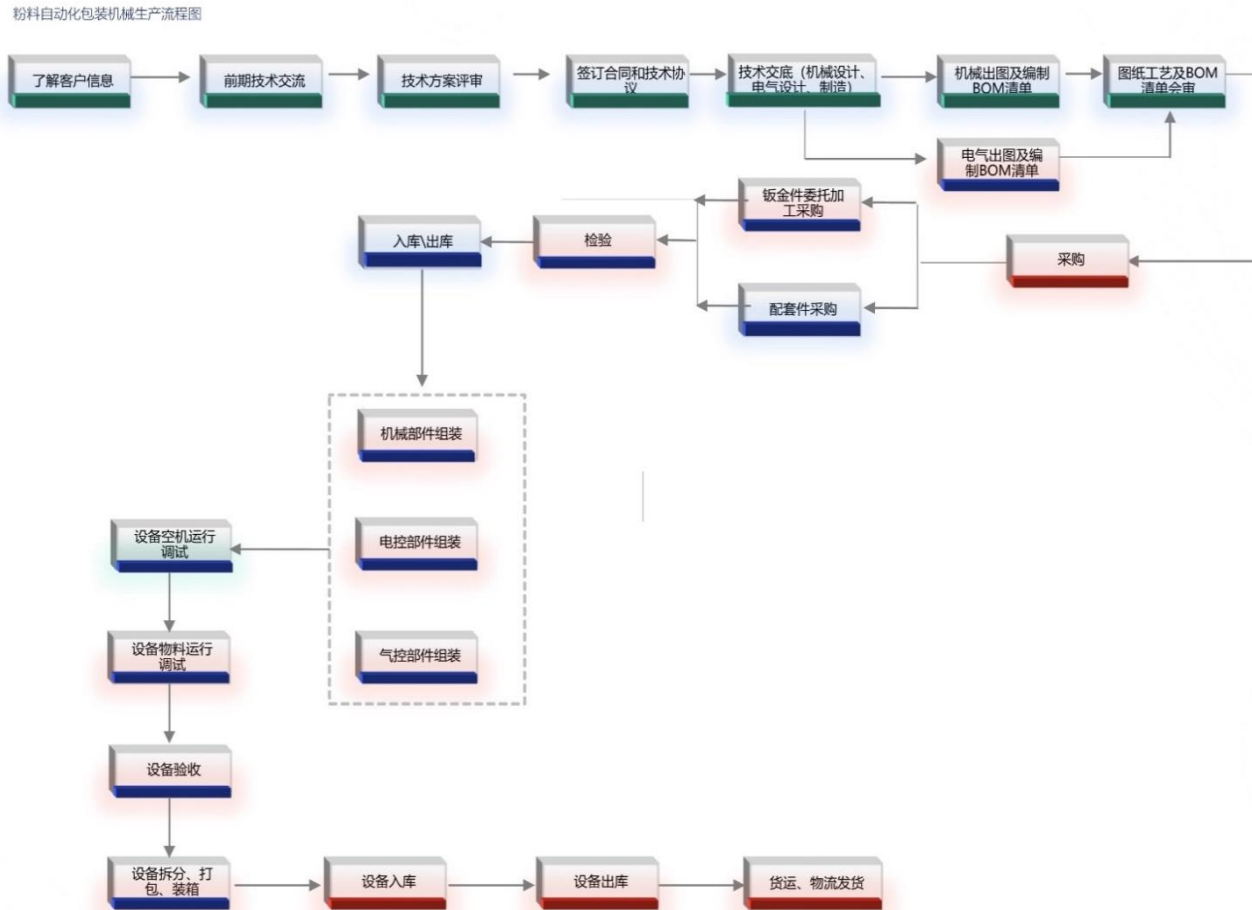 粉料自动化包装机械生产流程图
了解客户信息
前期技术交流
技术方案评审
签订合同和技术协
议
技术交底（机械设计、
电气设计、制造）
机械出图及编制
BOM清单
图纸工艺及BOM
清单会审
电气出图及编
制BOM清单
钣金件委托加
工采购
入库\出库
检验
采购
配套件采购
机械部件组装
设备空机运行
调试
电控部件组装
设备物料运行
调试
气控部件组装
设备验收
设备拆分、打
包、装箱
设备入库
设备出库
货运、物流发货